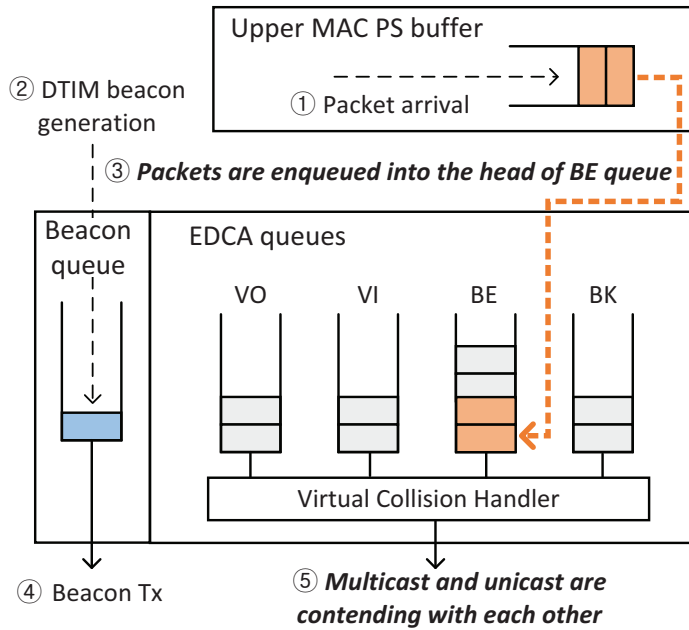 Upper MAC PS buffer
① Packet arrival
② DTIM beacon
generation
③ Packets are enqueued into the head of BE queue
Beacon
queue
EDCA queues
VO
VI
BE
BK
Virtual Collision Handler
④ Beacon Tx
⑤ Multicast and unicast are
contending with each other